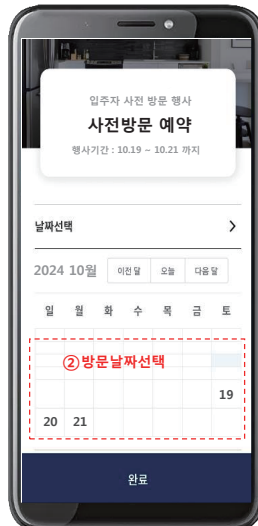 입주자 사전 방문 행사
사전방문 예약
행사기간 : 10.19 ~ 10.21 까지
날짜선택
2024 10월 이전 달 오늘 다음 달
일 월 화 수 목 금 토
②방문날짜선택
19
20 21
완료